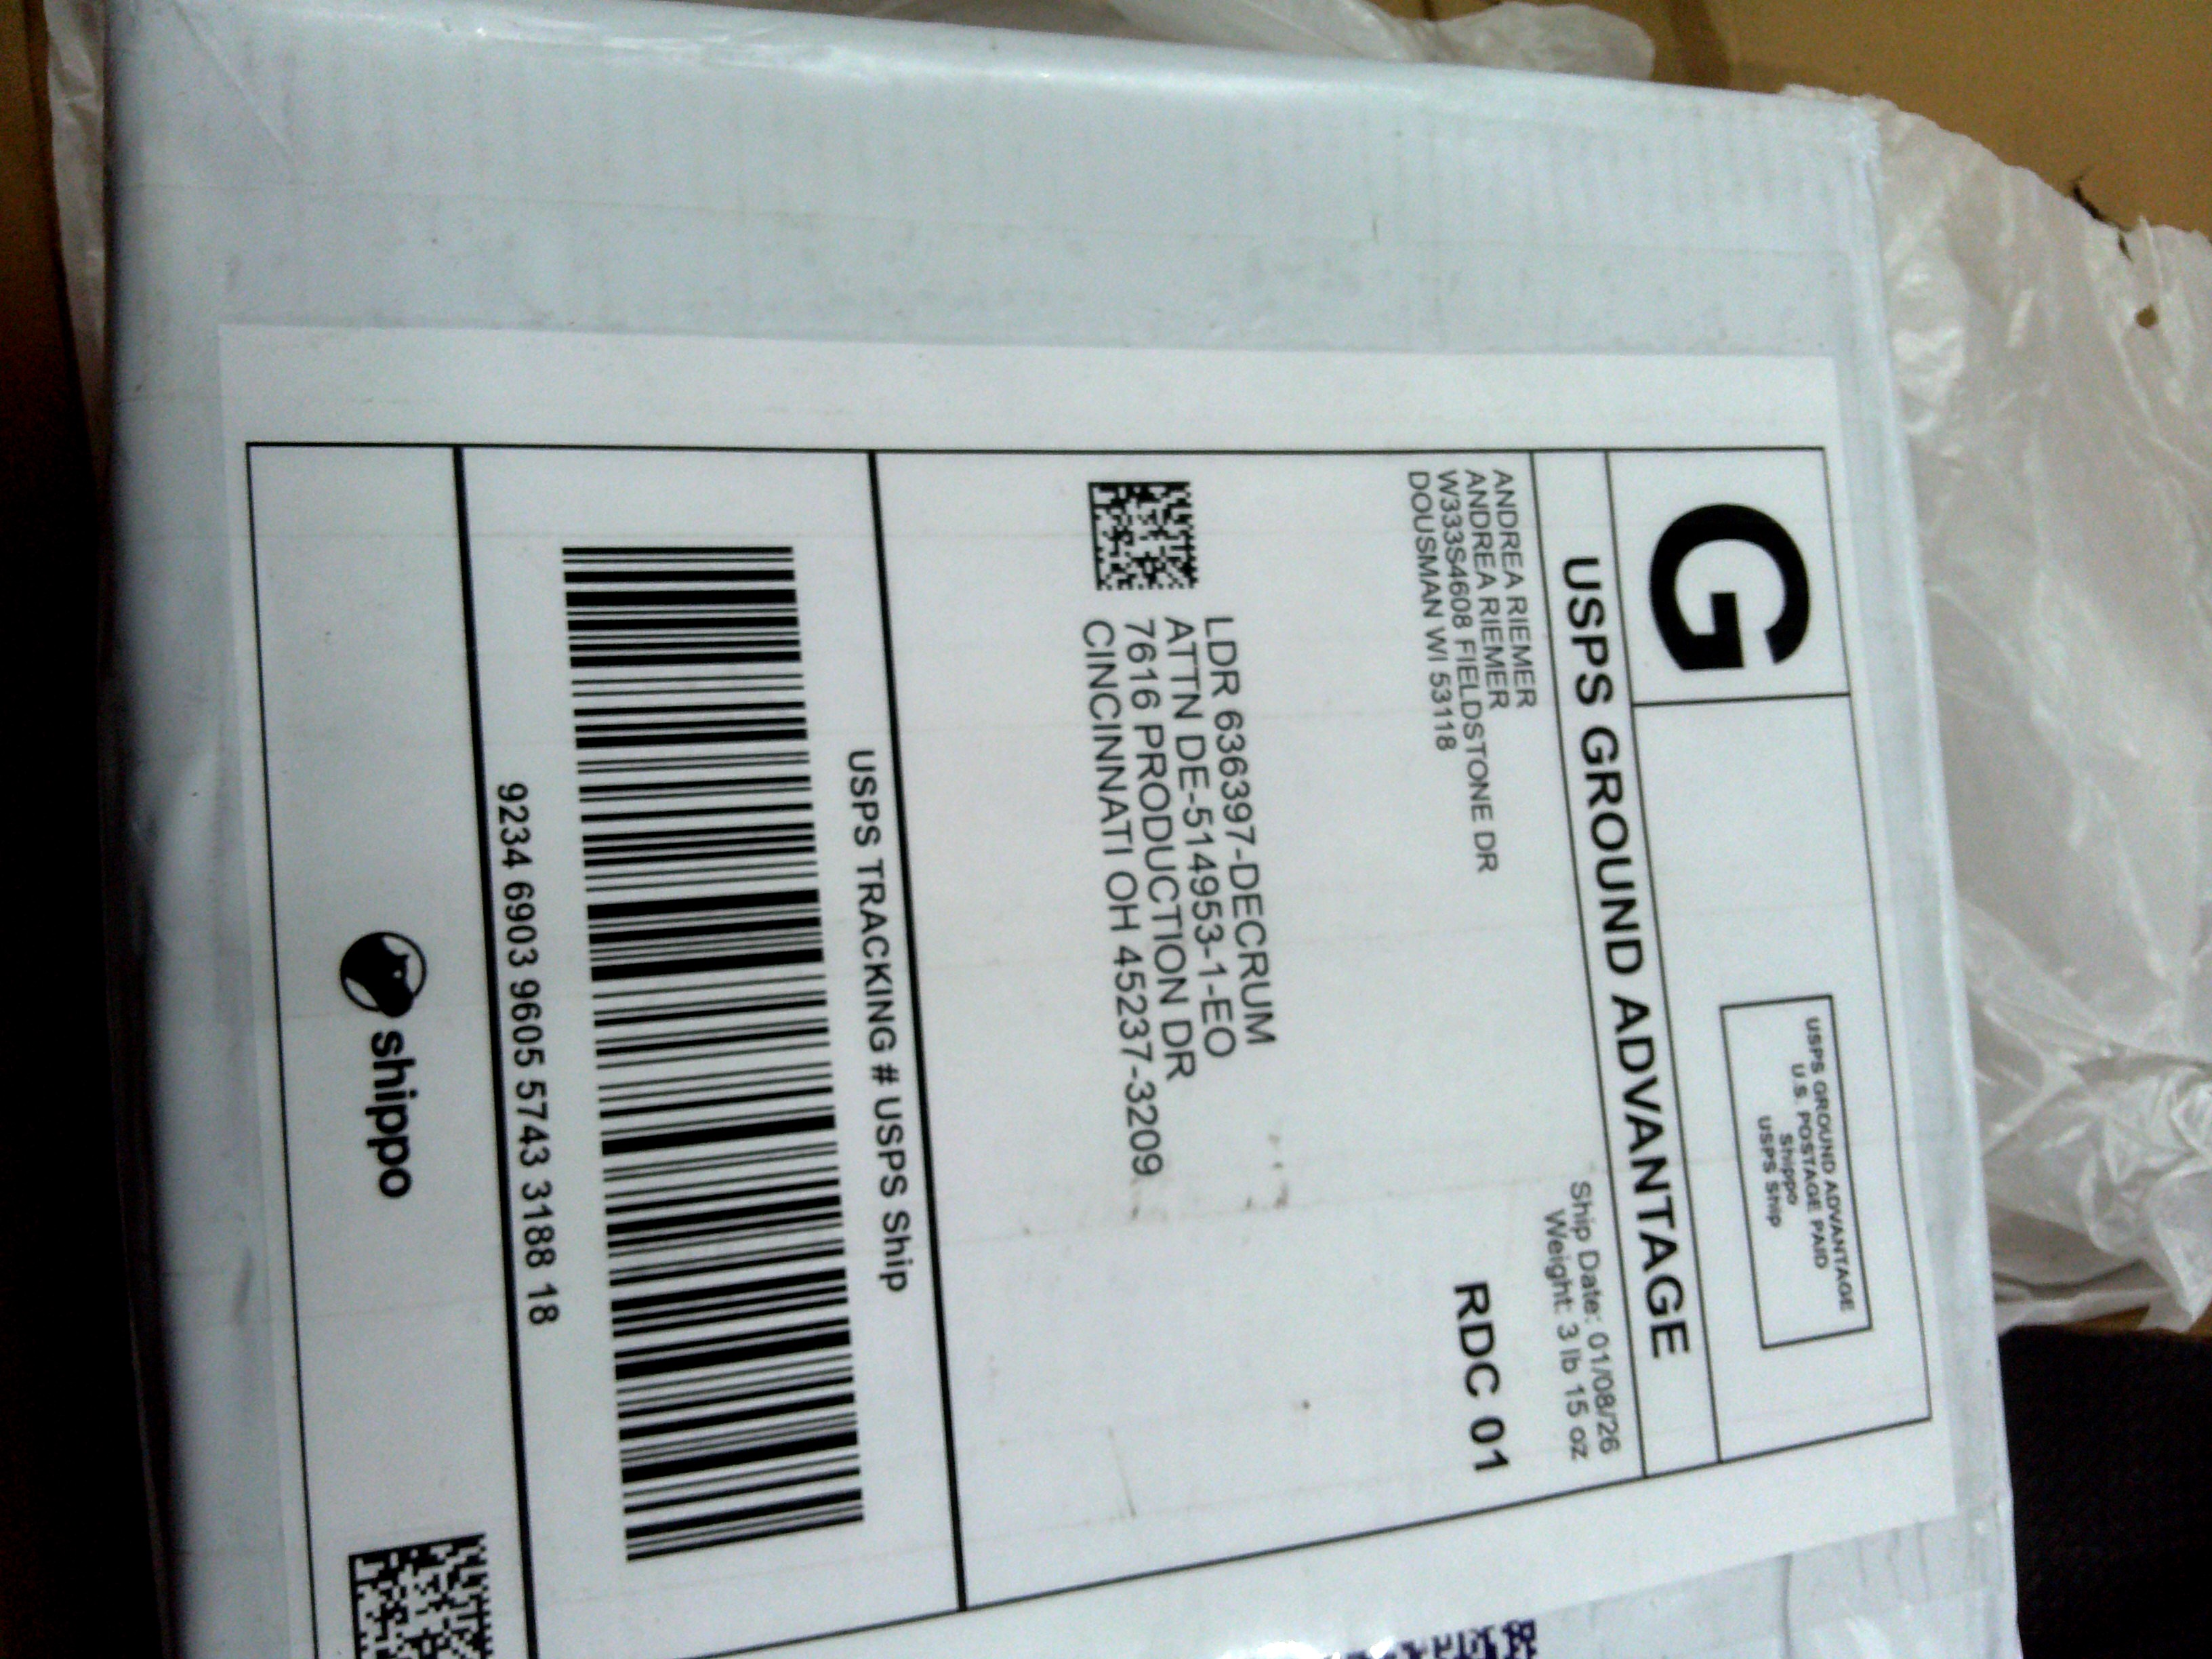 G
USPS GROUND ADVANTAGE
U.S. POSTAGE PAID
Shippo
USPS Ship
USPS GROUND ADVANTAGE
ANDREA RIEMER
ANDREA RIEMER
W333S4608 FIELDSTONE DR
DOUSMAN WI 53118
Ship Date: 01/08/26
Weight: 3 lb 15 oz
RDC 01
LDR 636397-DECRUM
ATTN DE-514953-1-EO
7616 PRODUCTION DR
CINCINNATI OH 45237-3209
USPS TRACKING # USPS Ship
9234 6903 9605 5743 3188 18
shippo